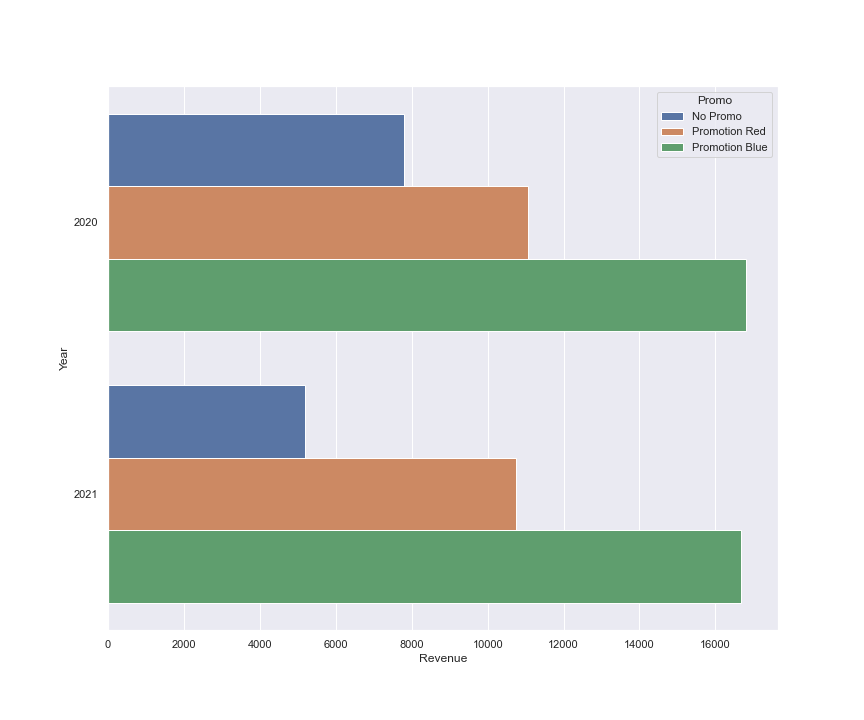 Promo
No Promo
Promotion Red
Promotion Blue
2020
Year
2021
0 2000 4000 6000 8000 10000 12000 14000 16000
Revenue